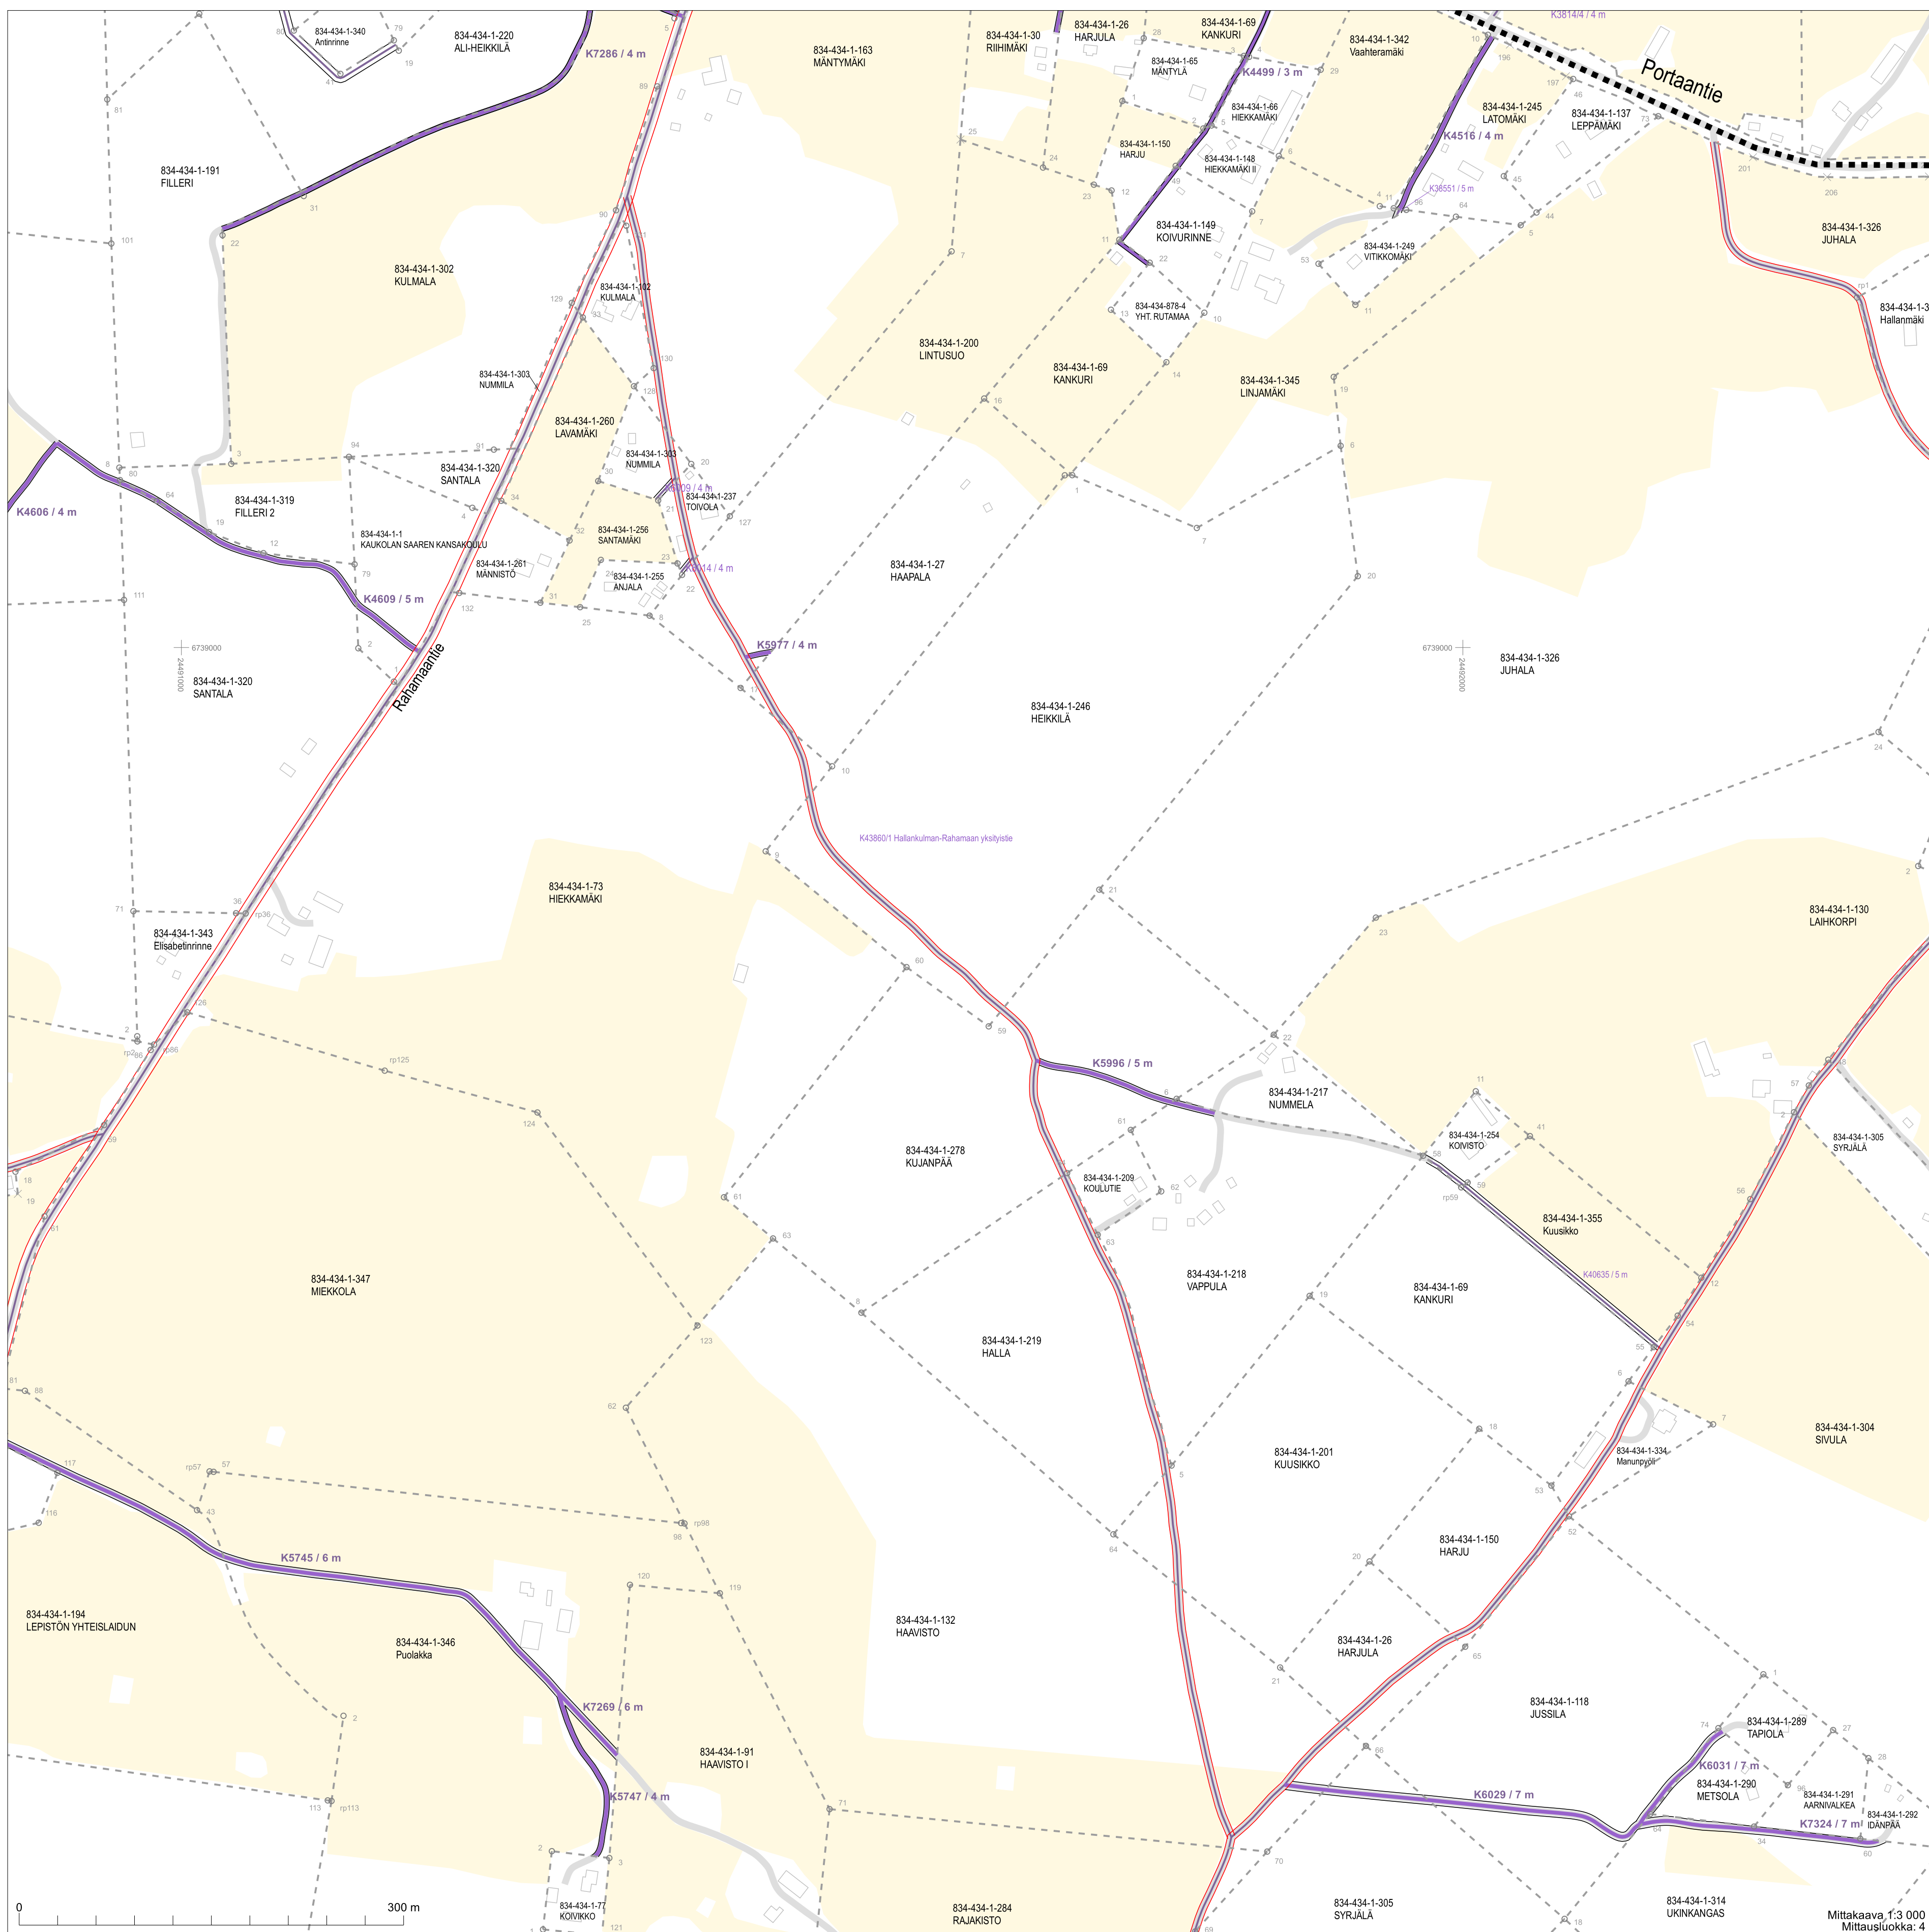 834-434-1-340
Antinrinne
834-434-1-220
ALI-HEIKKILÄ
K7286 / 4 m
834-434-1-163
MÄNTYMÄKI
834-434-1-30
RIIHIMÄKI
834-434-1-26
HARJULA
834-434-1-69
KANKURI
834-434-1-342
Vaahteramäki
K3814/4 / 4 m
Portaantie
834-434-1-65
MÄNTYLÄ
K4499 / 3 m
834-434-1-66
HIEKKAMÄKI
834-434-1-245
LATOMÄKI
834-434-1-137
LEPPÄMÄKI
K4516 / 4 m
834-434-1-150
HARJU
834-434-1-148
HIEKKAMÄKI II
K38551 / 5 m
834-434-1-191
FILLERI
834-434-1-149
KOIVURINNE
834-434-1-249
VITIKKOMÄKI
834-434-1-326
JUHALA
834-434-1-302
KULMALA
834-434-1-102
KULMALA
834-434-878-4
YHT. RUTAMAA
834-434-1-3
Hallanmäki
834-434-1-200
LINTUSUO
834-434-1-69
KANKURI
834-434-1-345
LINJAMÄKI
834-434-1-303
NUMMILA
834-434-1-260
LAVAMÄKI
834-434-1-303
NUMMILA
834-434-1-320
SANTALA
834-434-1-237
TOIVOLA
K4606 / 4 m
834-434-1-319
FILLERI 2
834-434-1-1
KAUKOLAN SAAREN KANSAKOULU
834-434-1-256
SANTAMÄKI
834-434-1-261
MÄNNISTÖ
834-434-1-255
ANJALA
834-434-1-27
HAAPALA
K4609 / 5 m
K5977 / 4 m
6739000
24491000
6739000
24492000
834-434-1-326
JUHALA
834-434-1-320
SANTALA
Rahamaantie
834-434-1-246
HEIKKILÄ
K43860/1 Hallankulman-Rahamaan yksityistie
834-434-1-73
HIEKKAMÄKI
834-434-1-130
LAIHKORPI
834-434-1-343
Elisabetinrinne
K5996 / 5 m
834-434-1-217
NUMMELA
834-434-1-254
KOIVISTO
834-434-1-305
SYRJÄLÄ
834-434-1-278
KUJANPÄÄ
834-434-1-209
KOULUTIE
834-434-1-355
Kuusikko
834-434-1-347
MIEKKOLA
834-434-1-218
VAPPULA
834-434-1-69
KANKURI
K40635 / 5 m
834-434-1-219
HALLA
834-434-1-304
SIVULA
834-434-1-201
KUUSIKKO
834-434-1-334
Manunpyöli
834-434-1-150
HARJU
K5745 / 6 m
834-434-1-194
LEPISTÖN YHTEISLAIDUN
834-434-1-346
Puolakka
834-434-1-132
HAAVISTO
834-434-1-26
HARJULA
834-434-1-118
JUSSILA
K7269 / 6 m
834-434-1-289
TAPIOLA
834-434-1-91
HAAVISTO I
K6031 / 7 m
834-434-1-290
METSOLA
834-434-1-291
AARNIVALKEA
834-434-1-292
IDÄNPÄÄ
K5747 / 4 m
K6029 / 7 m
K7324 / 7 m
834-434-1-77
KOIVIKKO
834-434-1-284
RAJAKISTO
834-434-1-305
SYRJÄLÄ
834-434-1-314
UKINKANGAS
0
300 m
Mittakaava 1:3 000
Mittausluokka: 4